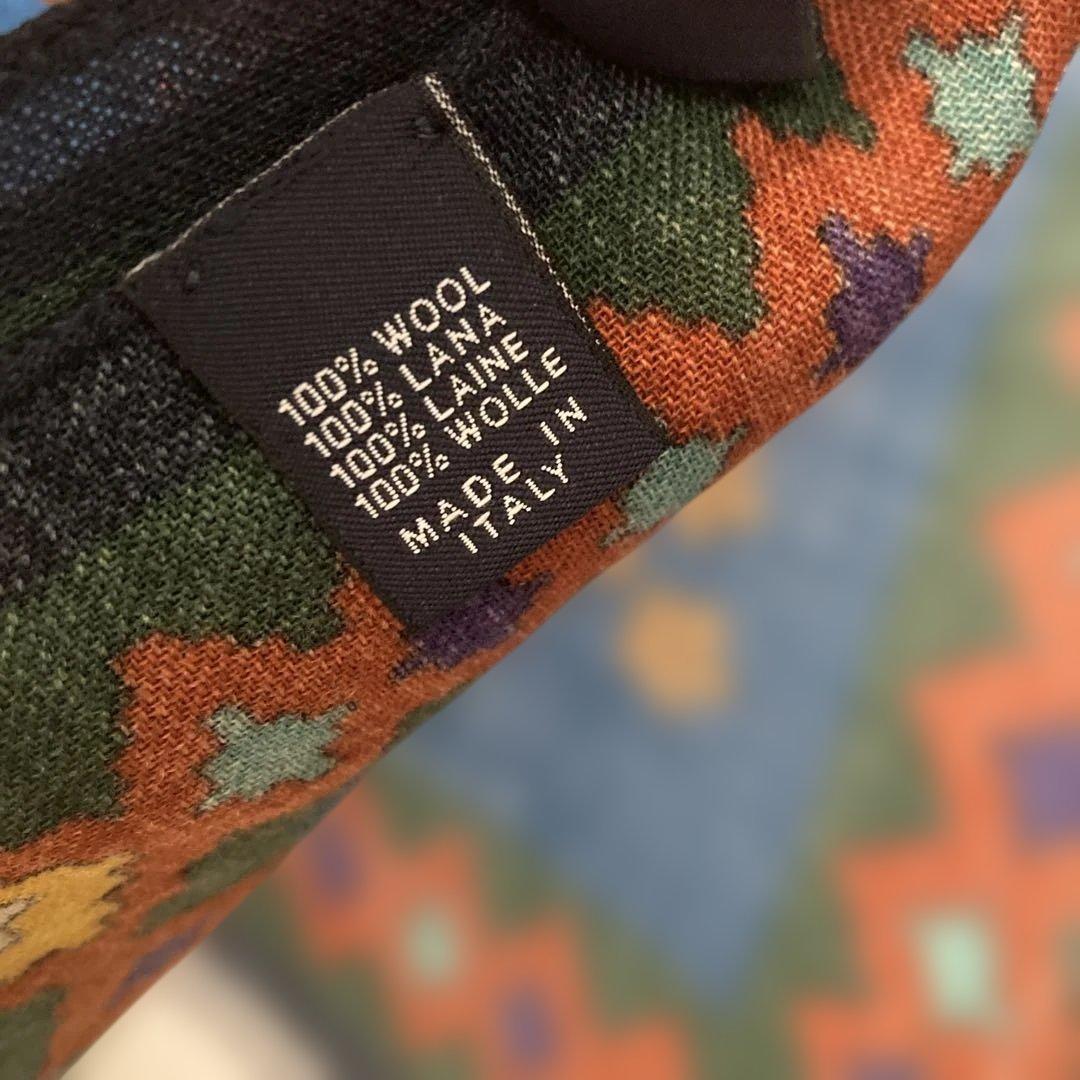 100% WOOL
100% LANA
100% LAINE
100% WOLLE
MADE IN
ITALY